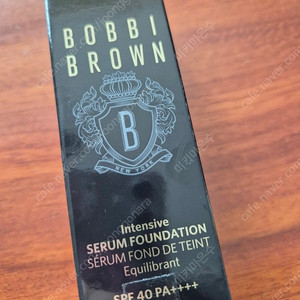 BOBBI
BROWN
B
NEW YORK
Intensive
SERUM FOUNDATION
SÉRUM FOND DE TEINT
Equilibrant
SPF 40 PA++++